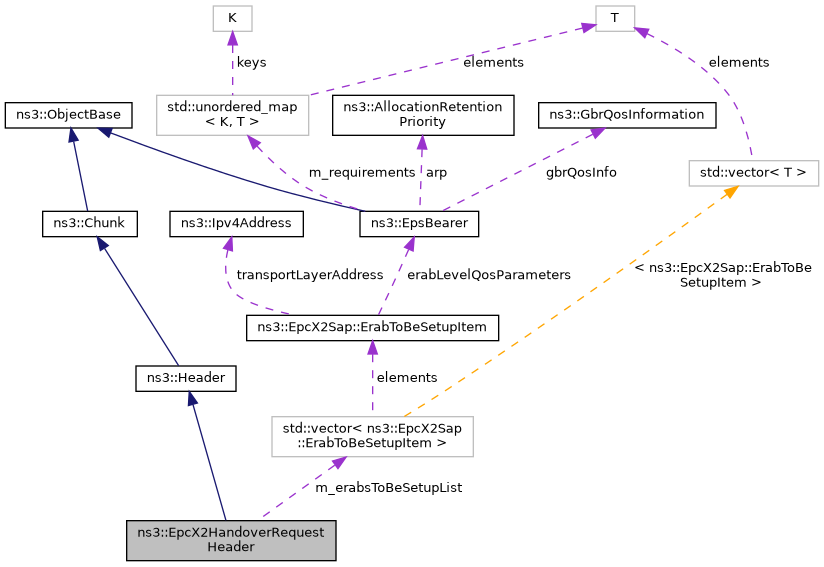 K
T
keys
elements
elements
std::unordered_map
< K, T >
ns3::AllocationRetention
Priority
ns3::ObjectBase
ns3::GbrQosInformation
m_requirements
arp
gbrQosInfo
std::vector< T >
ns3::Chunk
ns3::Ipv4Address
ns3::EpsBearer
transportLayerAddress
erabLevelQosParameters
< ns3::EpcX2Sap::ErabToBe
SetupItem >
ns3::EpcX2Sap::ErabToBeSetupItem
ns3::Header
elements
std::vector< ns3::EpcX2Sap
::ErabToBeSetupItem >
m_erabsToBeSetupList
ns3::EpcX2HandoverRequest
Header